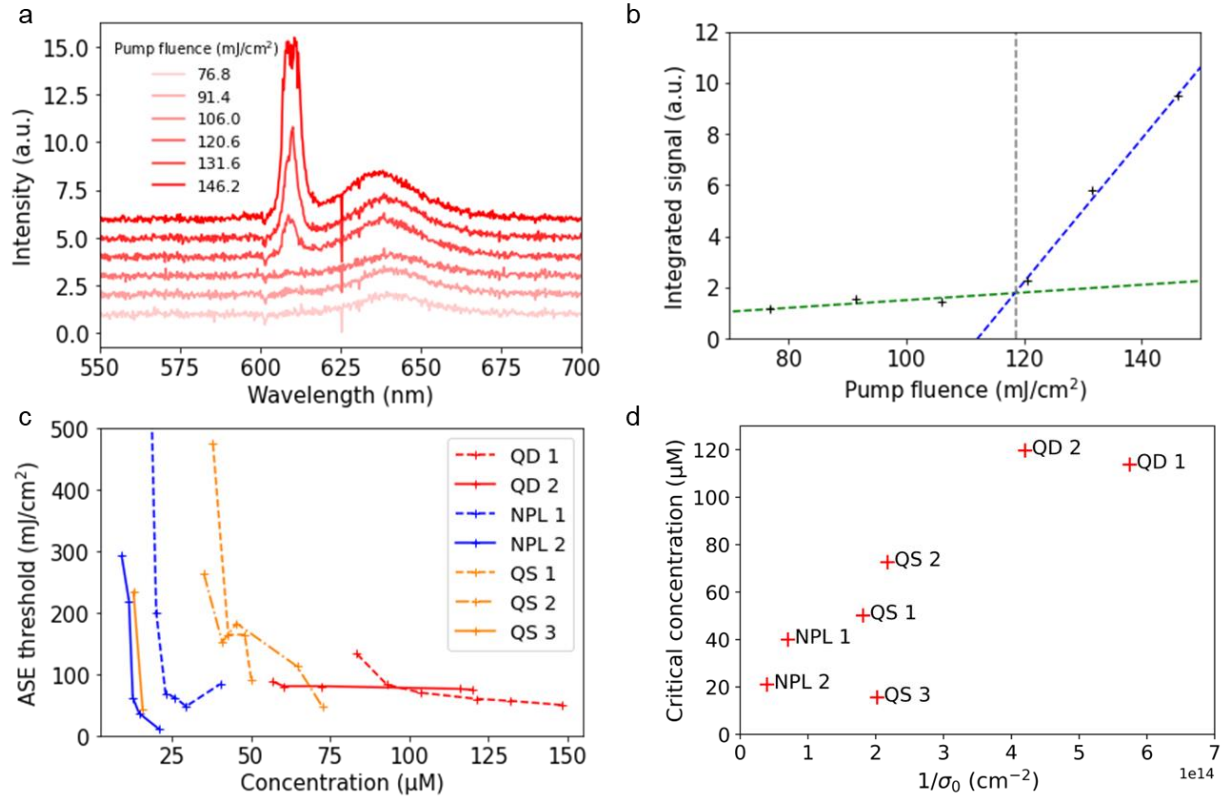 a
Pump fluence (mJ/cm²)
76.8
91.4
106.0
120.6
131.6
146.2
15.0
12.5
10.0
7.5
5.0
2.5
0.0
Intensity (a.u.)
550
575
600
625
650
675
700
Wavelength (nm)
b
12
10
8
6
4
2
0
Integrated signal (a.u.)
80
100
120
140
Pump fluence (mJ/cm²)
c
500
400
300
200
100
0
ASE threshold (mJ/cm²)
QD 1
QD 2
NPL 1
NPL 2
QS 1
QS 2
QS 3
25
50
75
100
125
150
Concentration (μM)
d
120
100
80
60
40
20
0
Critical concentration (μM)
QD 2
QD 1
QS 2
QS 1
NPL 1
NPL 2
QS 3
0
1
2
3
4
5
6
7
1/σ₀ (cm⁻²)
1e14